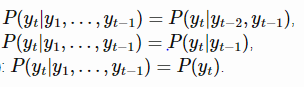 P(y_t|y_1, …, y_{t−1}) = P(y_t|y_{t−2}, y_{t−1}),
P(y_t|y_1, …, y_{t−1}) = P(y_t|y_{t−1}),
: P(y_t|y_1, …, y_{t−1}) = P(y_t).